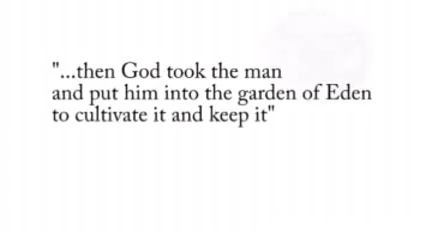 "...then God took the man
and put him into the garden of Eden
to cultivate it and keep it"